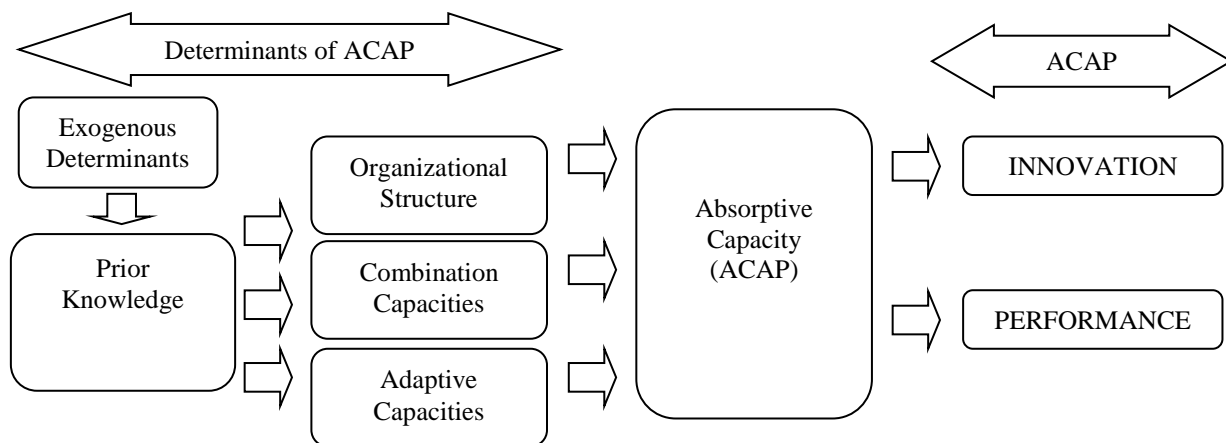 Determinants of ACAP
ACAP
Exogenous
Determinants
Prior
Knowledge
Organizational
Structure
Combination
Capacities
Adaptive
Capacities
Absorptive
Capacity
(ACAP)
INNOVATION
PERFORMANCE